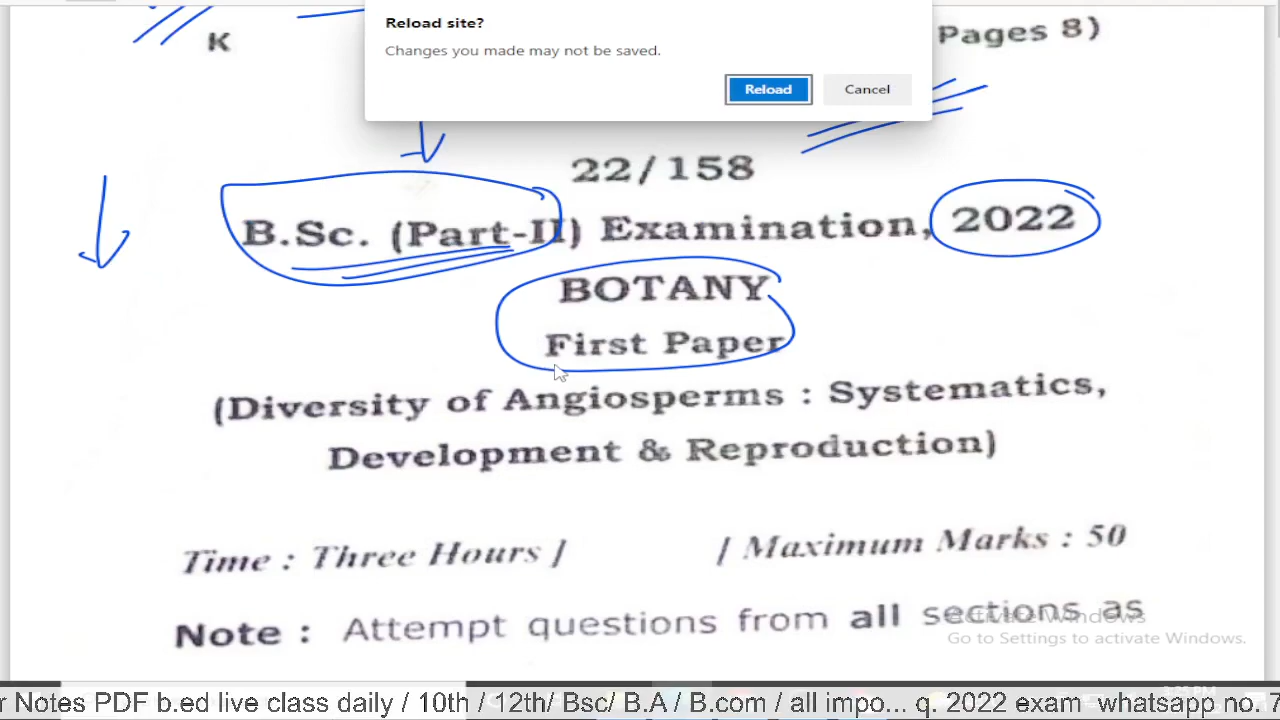 Reload site?
Changes you made may not be saved.
Reload Cancel
K
Pages 8)
22/158
B.Sc. (Part-II) Examination, 2022
BOTANY
First Paper
(Diversity of Angiosperms : Systematics,
Development & Reproduction)
Time : Three Hours ] [ Maximum Marks : 50
Note : Attempt questions from all sections as
Activate Windows
Go to Settings to activate Windows.
r Notes PDF b.ed live class daily / 10th / 12th/ Bsc/ B.A / B.com / all impo... q. 2022 exam whatsapp no. 7